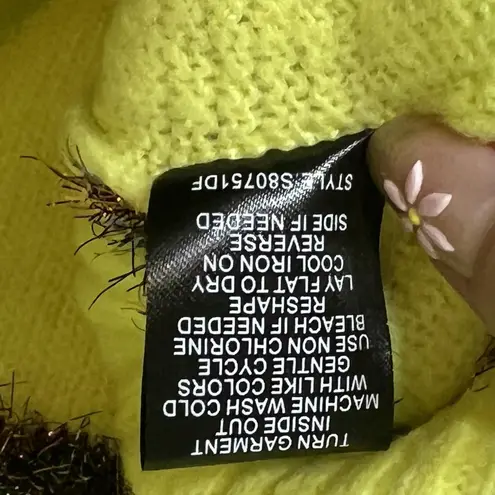 TURN GARMENT
INSIDE OUT
MACHINE WASH COLD
WITH LIKE COLORS
GENTLE CYCLE
USE NON CHLORINE
BLEACH IF NEEDED
RESHAPE
LAY FLAT TO DRY
COOL IRON ON
REVERSE
SIDE IF NEEDED
STYLE:S80751DF